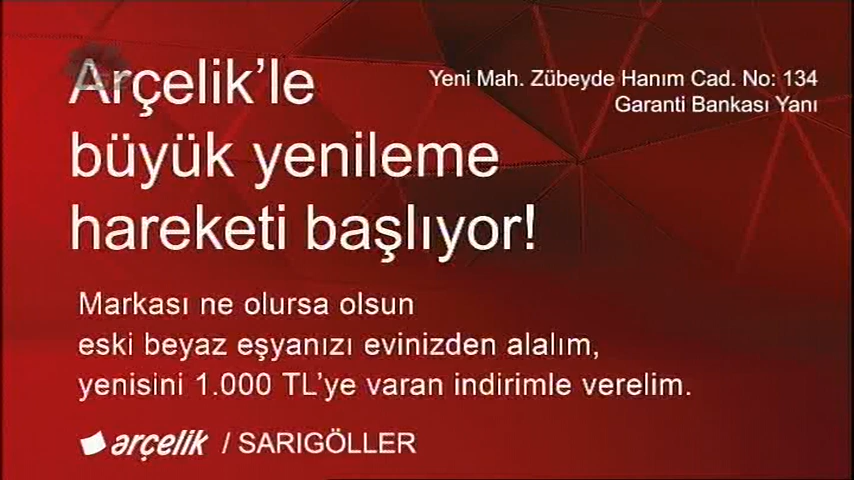 Arçelik’le
büyük yenileme
hareketi başlıyor!
Yeni Mah. Zübeyde Hanım Cad. No: 134
Garanti Bankası Yanı
Markası ne olursa olsun
eski beyaz eşyanızı evinizden alalım,
yenisini 1.000 TL’ye varan indirimle verelim.
arçelik / SARIGÖLLER